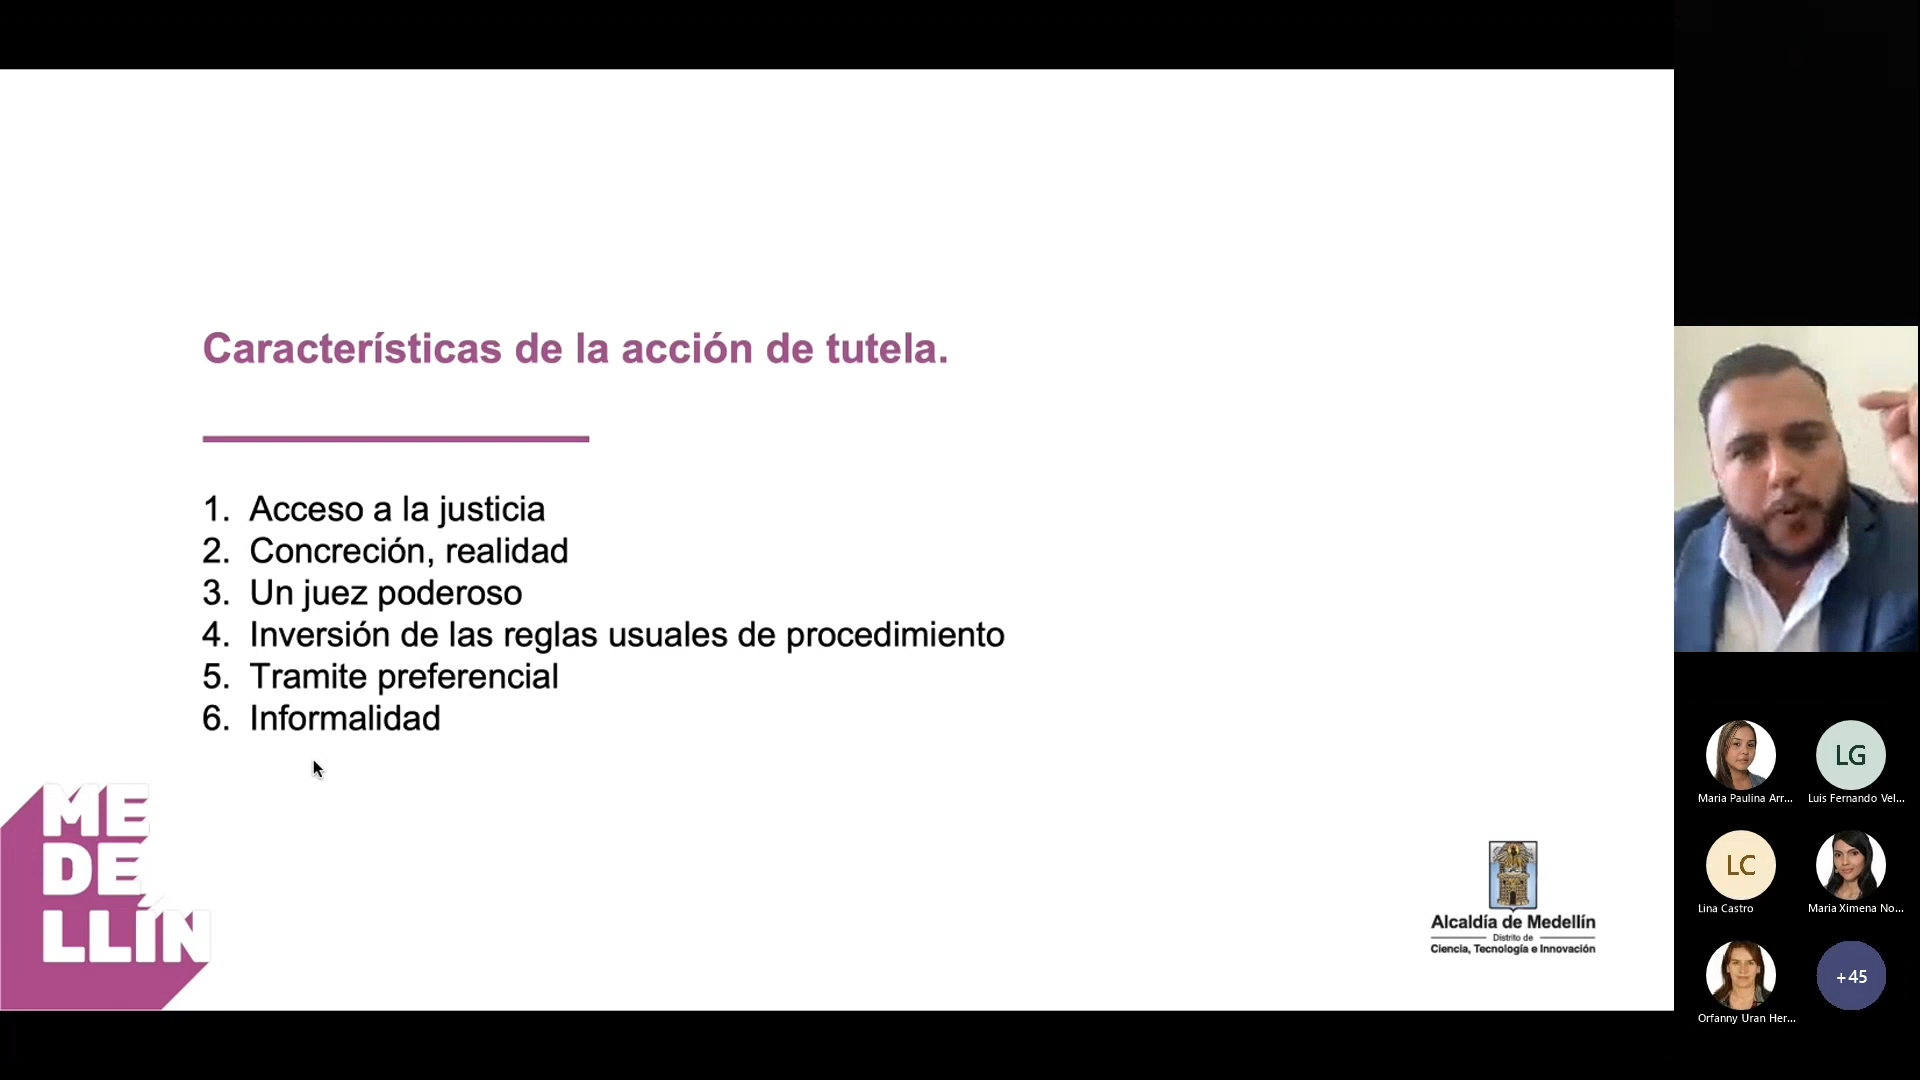 Características de la acción de tutela.
1. Acceso a la justicia
2. Concreción, realidad
3. Un juez poderoso
4. Inversión de las reglas usuales de procedimiento
5. Tramite preferencial
6. Informalidad
ME
DE
LLÍN
Alcaldía de Medellín
Distrito de
Ciencia, Tecnología e Innovación
LG
Maria Paulina Arr...
Luis Fernando Vel...
LC
Lina Castro
Maria Ximena No...
+45
Orfanny Uran Her...